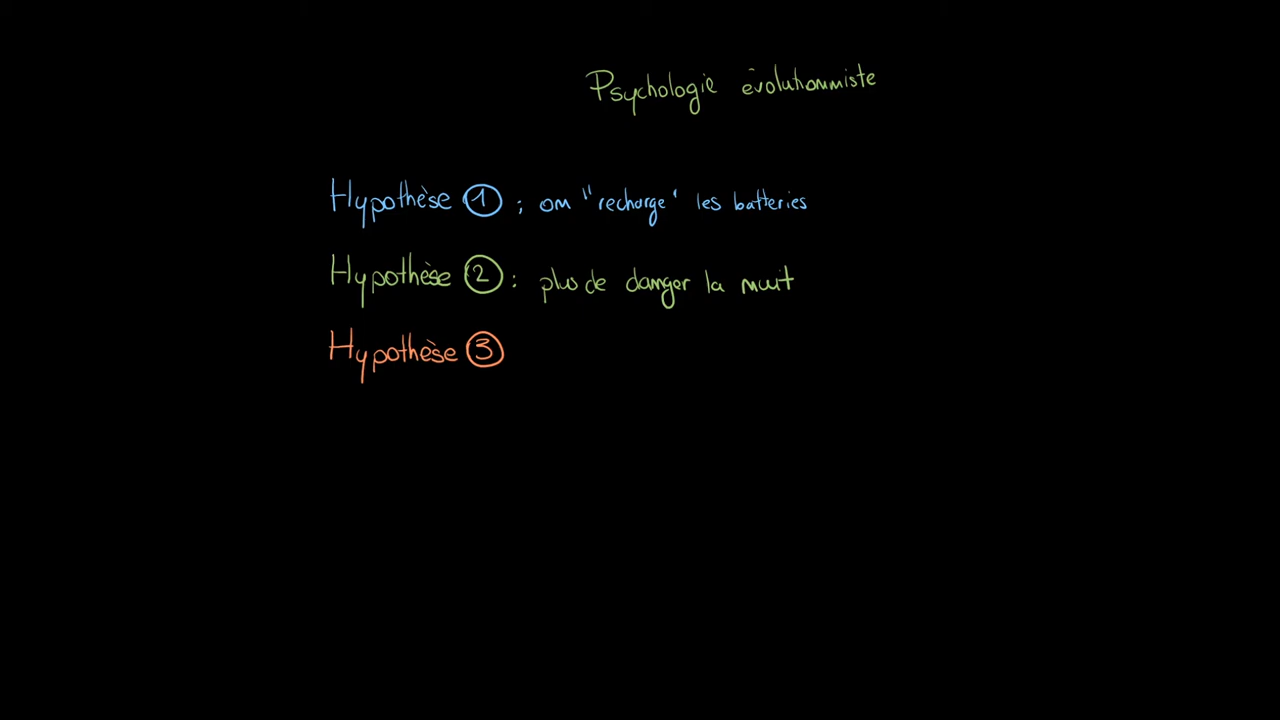 Psychologie évolutionniste
Hypothèse 1 : on "recharge" les batteries
Hypothèse 2 : plus de danger la nuit
Hypothèse 3